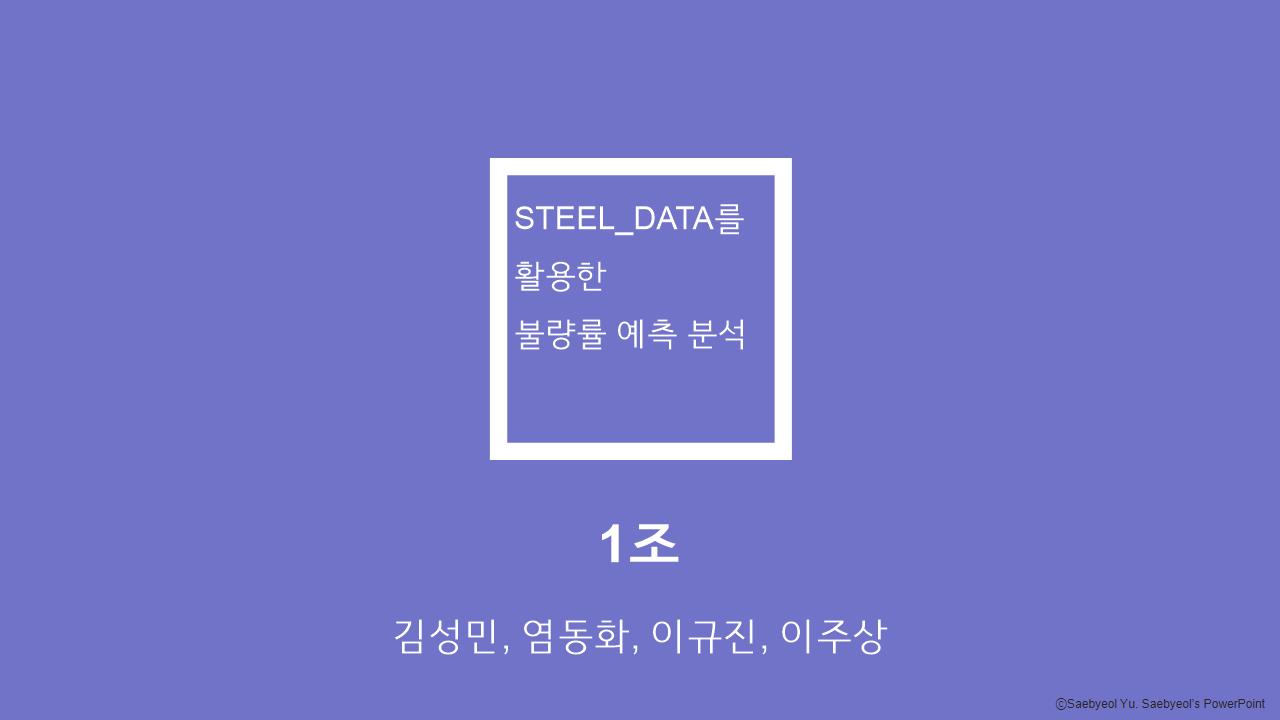 STEEL_DATA를
활용한
불량률 예측 분석
1조
김성민, 염동화, 이규진, 이주상
ⓒSaebyeol Yu. Saebyeol's PowerPoint